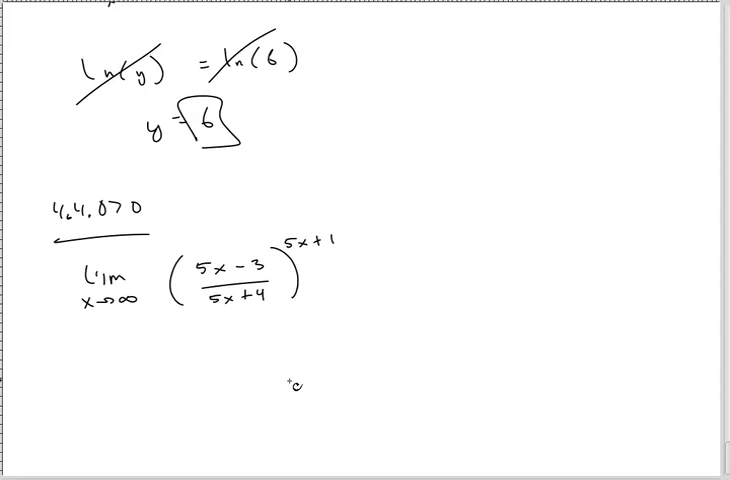 ln(y) = ln(6)
y = 6
4.4.070
lim x→∞ ( (5x-3)/(5x+4) )^(5x+1)